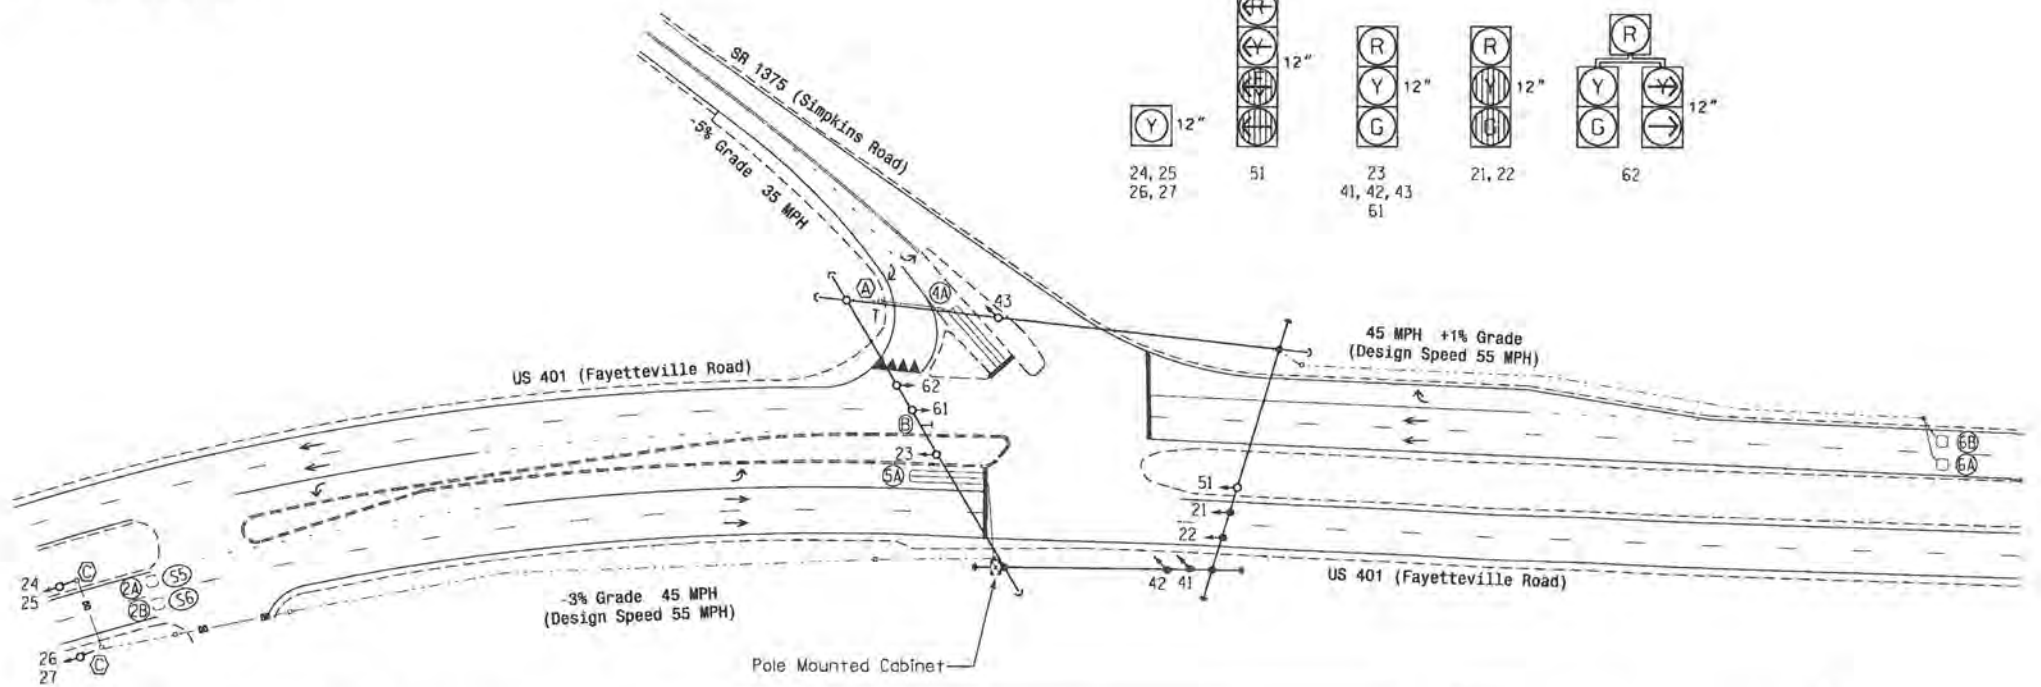 R
Y
12"
R
Y
G
12"
R
Y
G
12"
R
Y
Y
G
12"
Y 12"
24, 25
26, 27
51
23
41, 42, 43
61
21, 22
62
SR 1375 (Simpkins Road)
-5% Grade 35 MPH
A
T
4A
43
45 MPH +1% Grade
(Design Speed 55 MPH)
US 401 (Fayetteville Road)
62
61
B
23
5A
6B
6A
51
21
22
42 41
US 401 (Fayetteville Road)
24
25
C
2A
S5
2B
S6
26
27
C
-3% Grade 45 MPH
(Design Speed 55 MPH)
Pole Mounted Cabinet